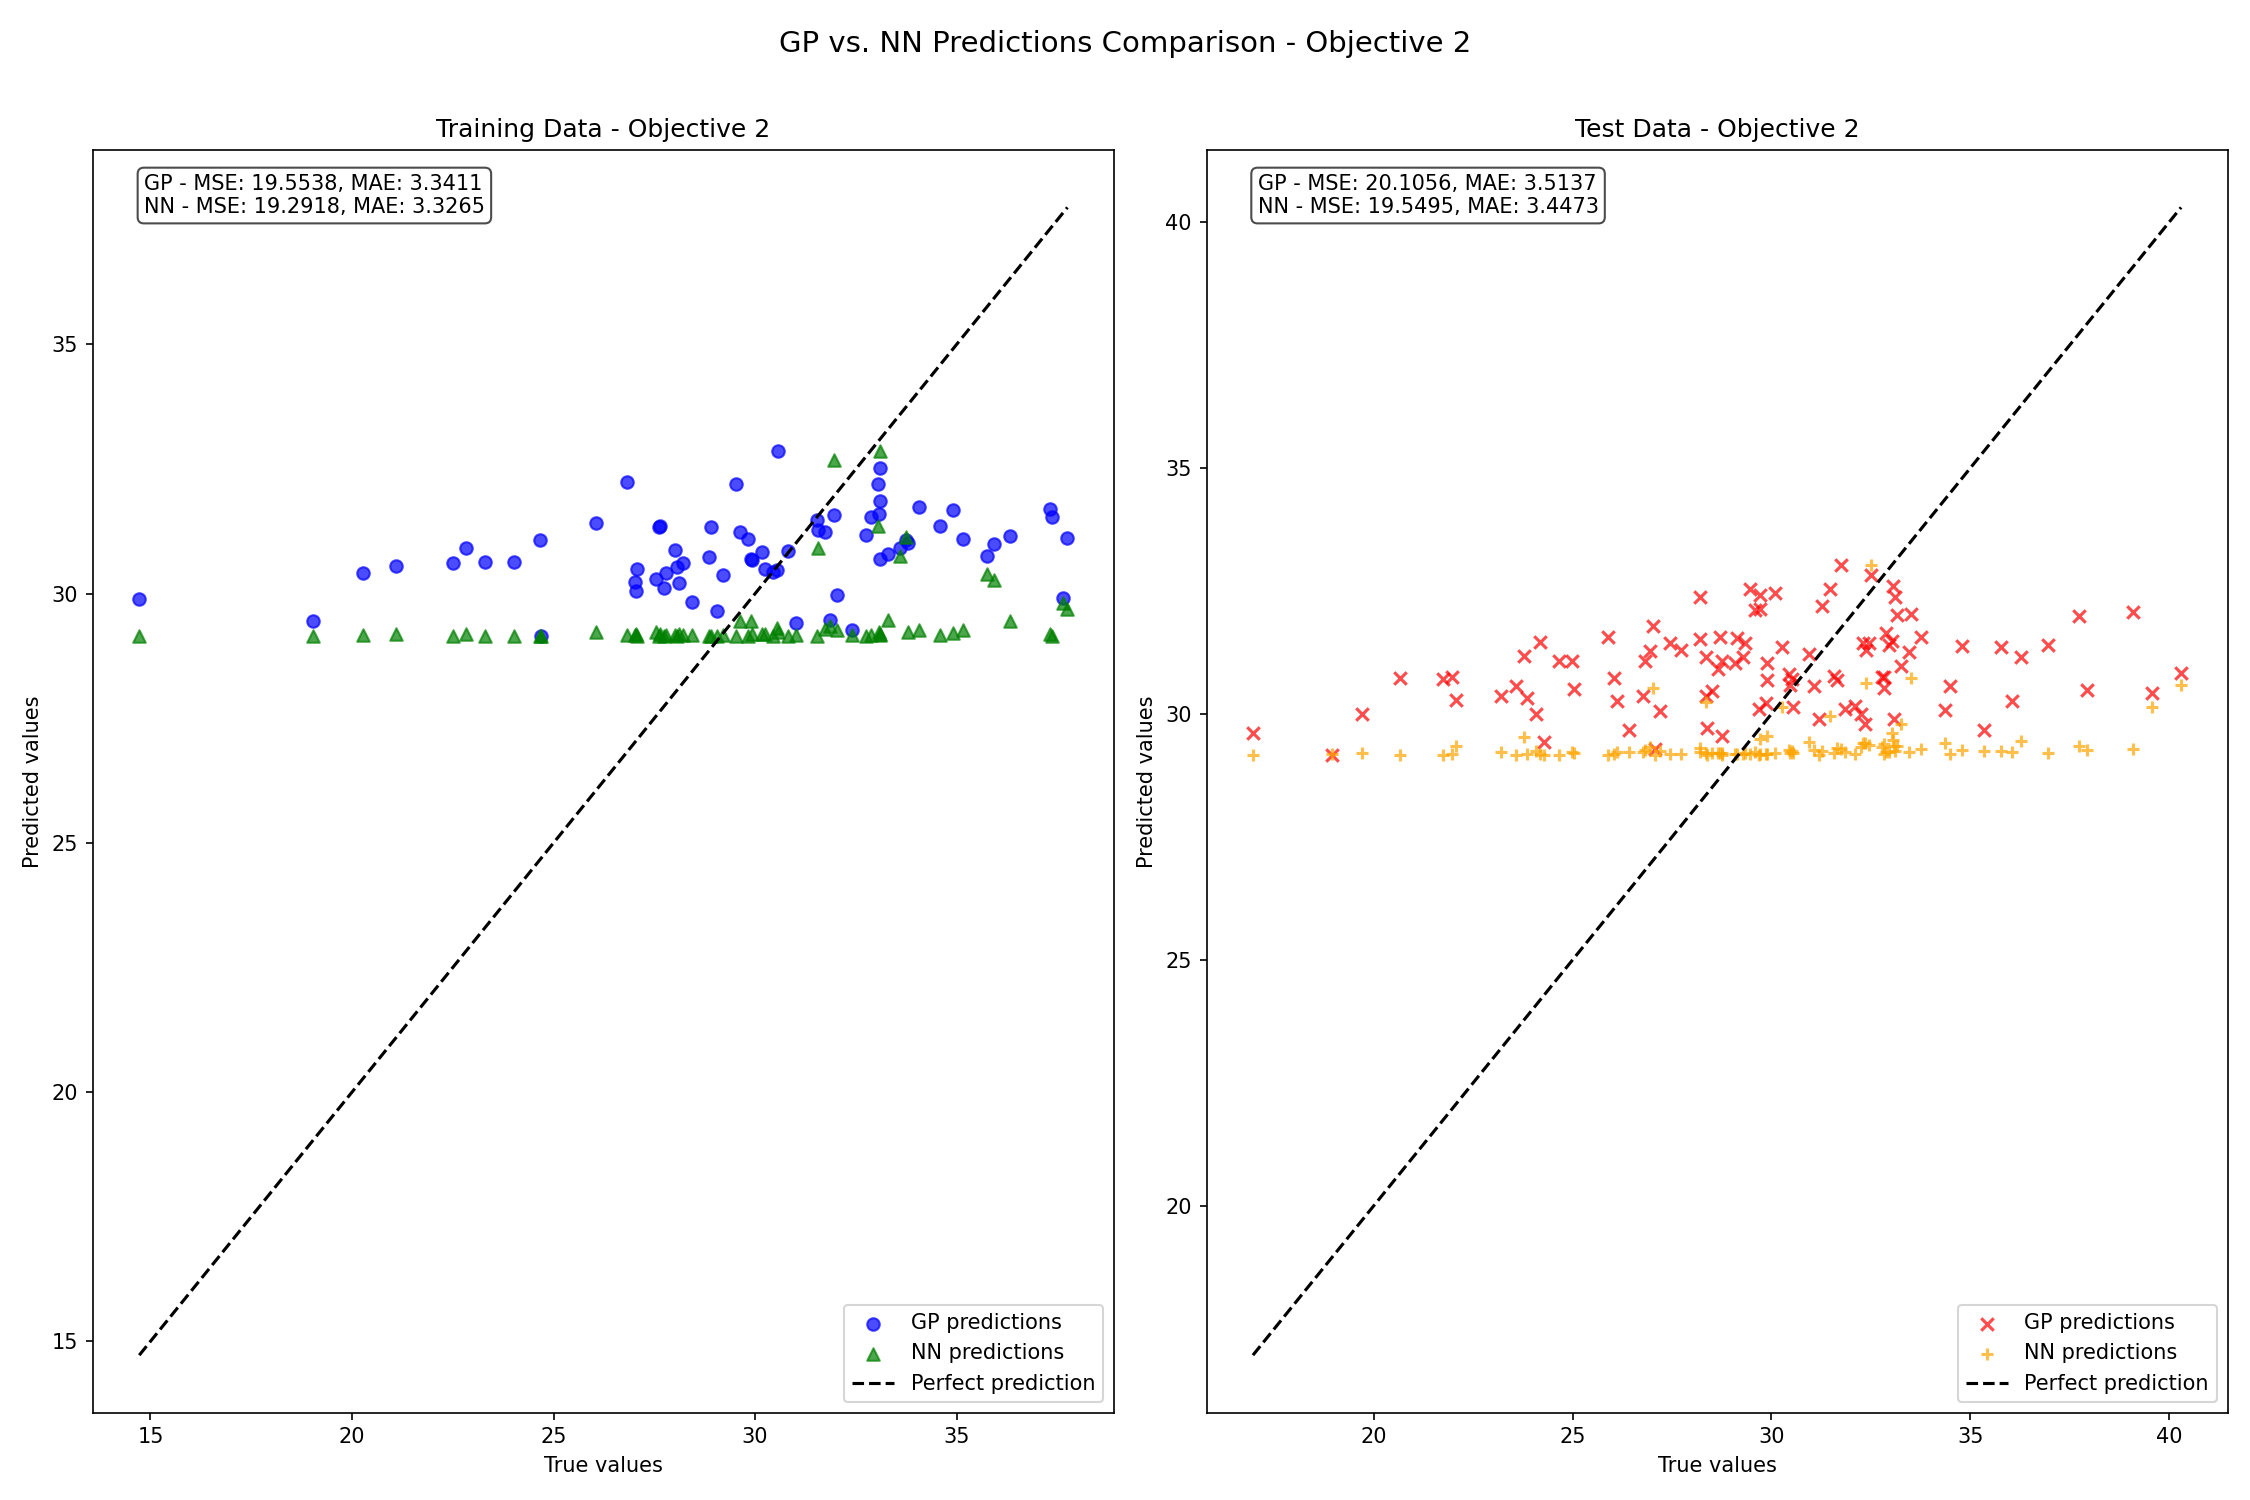 GP vs. NN Predictions Comparison - Objective 2
Training Data - Objective 2
GP - MSE: 19.5538, MAE: 3.3411
NN - MSE: 19.2918, MAE: 3.3265
Predicted values
35
30
25
20
15
15
20
25
30
35
True values
GP predictions
NN predictions
Perfect prediction
Test Data - Objective 2
GP - MSE: 20.1056, MAE: 3.5137
NN - MSE: 19.5495, MAE: 3.4473
Predicted values
40
35
30
25
20
20
25
30
35
40
True values
GP predictions
NN predictions
Perfect prediction